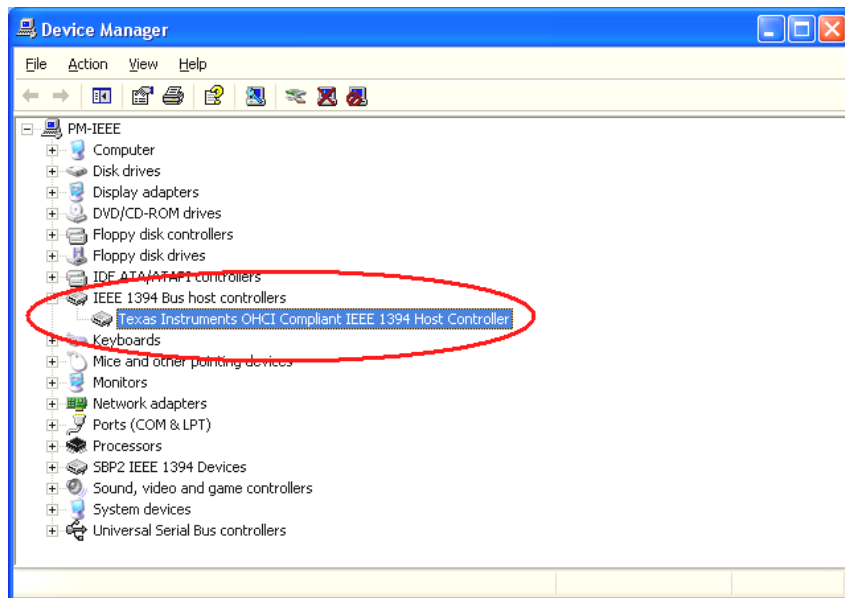 Device Manager
File Action View Help
PM-IEEE
Computer
Disk drives
Display adapters
DVD/CD-ROM drives
Floppy disk controllers
Floppy disk drives
IDE ATA/ATAPI controllers
IEEE 1394 Bus host controllers
Texas Instruments OHCI Compliant IEEE 1394 Host Controller
Keyboards
Mice and other pointing devices
Monitors
Network adapters
Ports (COM & LPT)
Processors
SBP2 IEEE 1394 Devices
Sound, video and game controllers
System devices
Universal Serial Bus controllers